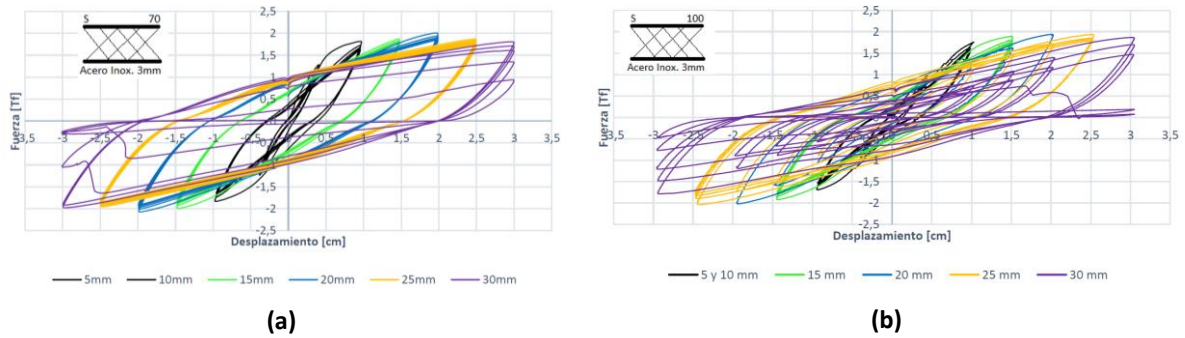 S 70
Acero Inox. 3mm
Fuerza [Tf]
2,5
2
1,5
1
0,5
0
-0,5
-1
-1,5
-2
-2,5
3,5 -3 -2,5 -2 -1,5 -1 -0,5 0 0,5 1 1,5 2 2,5 3 3,5
Desplazamiento [cm]
5mm 10mm 15mm 20mm 25mm 30mm
(a)
S 100
Acero Inox. 3mm
Fuerza [Tf]
2,5
2
1,5
1
0,5
0
-1
-1,5
-2
-2,5
3,5 -3 -2,5 -2 -1,5 0,5 1,5 2 2,5 3 3,5
Desplazamiento [cm]
5 y 10 mm 15 mm 20 mm 25 mm 30 mm
(b)